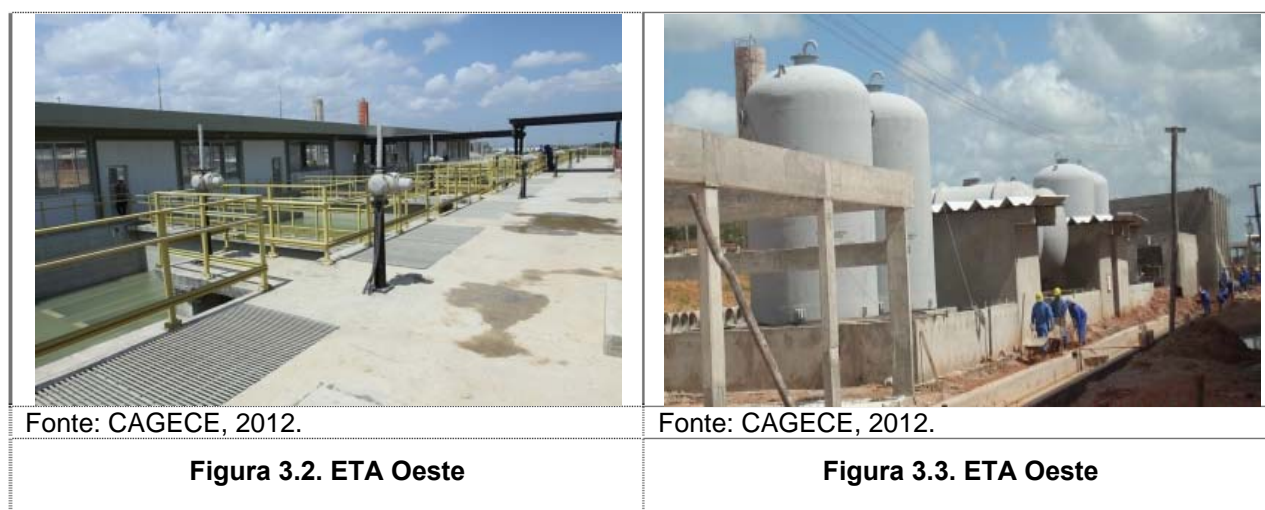 Fonte: CAGECE, 2012.
Fonte: CAGECE, 2012.
Figura 3.2. ETA Oeste
Figura 3.3. ETA Oeste